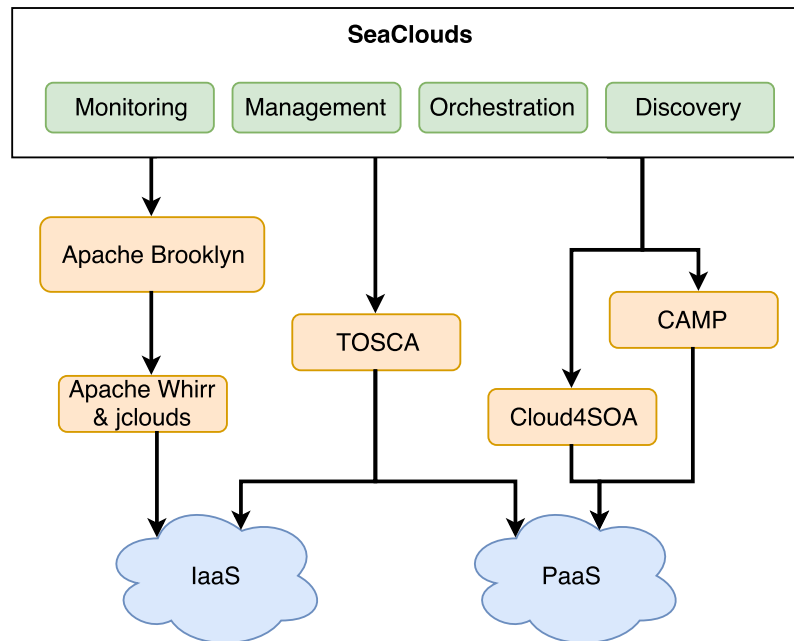 SeaClouds
Monitoring
Management
Orchestration
Discovery
Apache Brooklyn
CAMP
TOSCA
Apache Whirr
& jclouds
Cloud4SOA
IaaS
PaaS